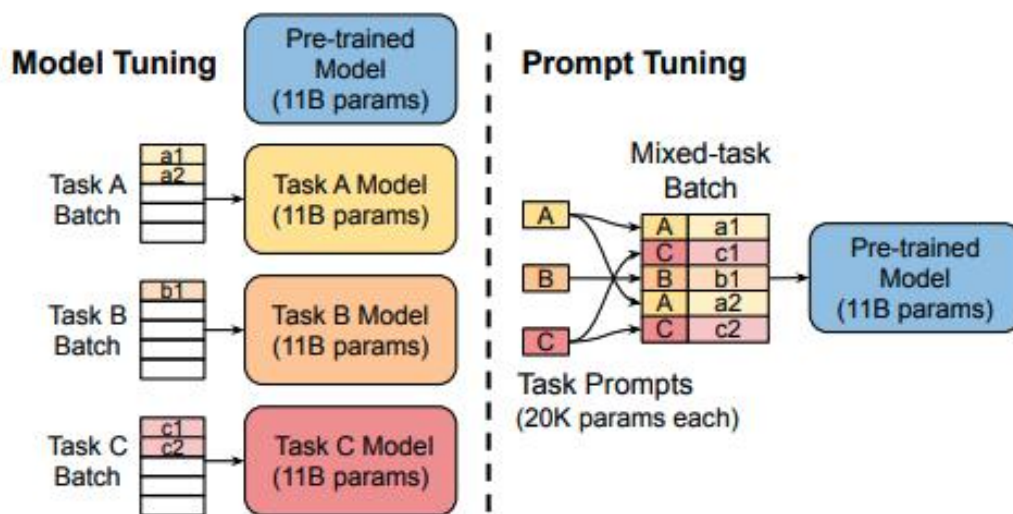 Model Tuning
Pre-trained
Model
(11B params)
Task A
Batch
a1
a2
Task A Model
(11B params)
Task B
Batch
b1
Task B Model
(11B params)
Task C
Batch
c1
c2
Task C Model
(11B params)
Prompt Tuning
Mixed-task
Batch
A
B
C
A a1
C c1
B b1
A a2
C c2
Pre-trained
Model
(11B params)
Task Prompts
(20K params each)